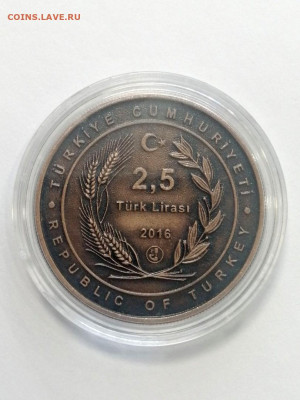 COINS.LAVE.RU
· TÜRKİYE CUMHURİYETİ ·
2,5
Türk Lirası
2016
REPUBLIC OF TURKEY